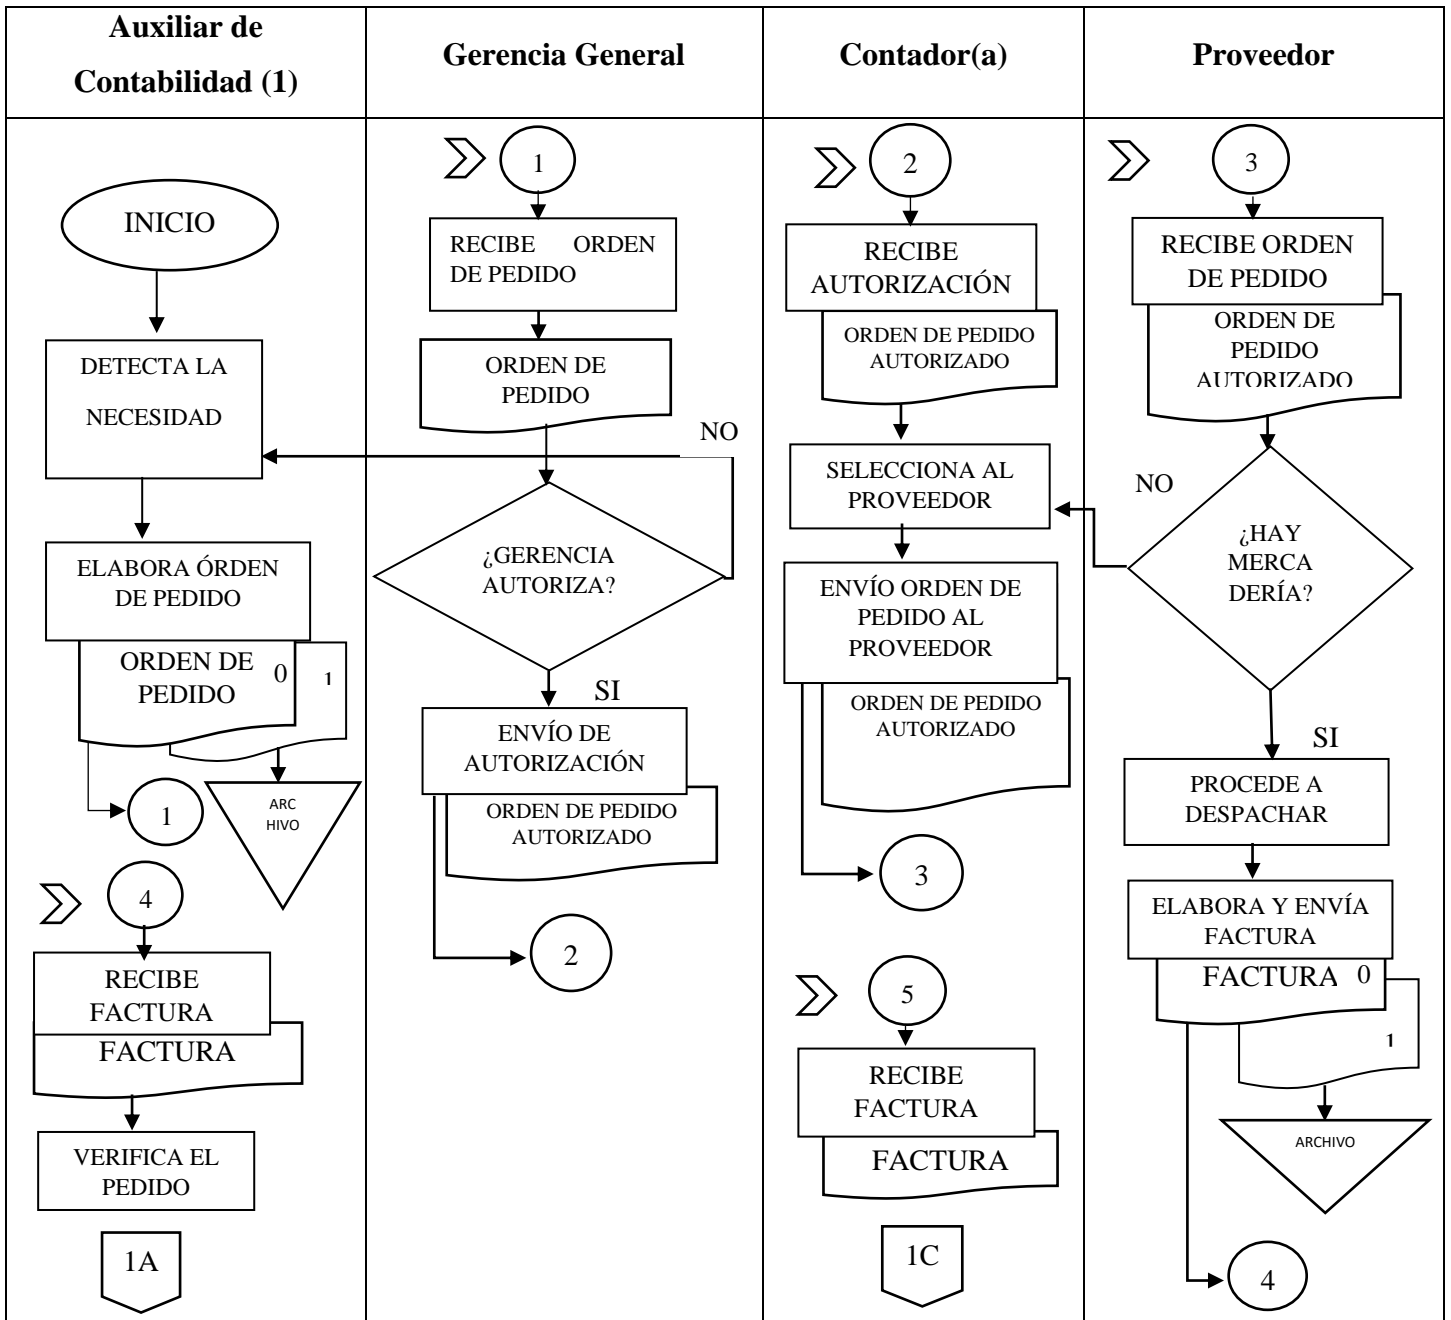 Auxiliar de
Contabilidad (1)
Gerencia General
Contador(a)
Proveedor
INICIO
DETECTA LA
NECESIDAD
ELABORA ÓRDEN
DE PEDIDO
ORDEN DE
PEDIDO
0
1
1
ARC
HIVO
4
RECIBE
FACTURA
FACTURA
VERIFICA EL
PEDIDO
1A
1
RECIBE ORDEN
DE PEDIDO
ORDEN DE
PEDIDO
NO
¿GERENCIA
AUTORIZA?
SI
ENVÍO DE
AUTORIZACIÓN
ORDEN DE PEDIDO
AUTORIZADO
2
2
RECIBE
AUTORIZACIÓN
ORDEN DE PEDIDO
AUTORIZADO
SELECCIONA AL
PROVEEDOR
ENVÍO ORDEN DE
PEDIDO AL
PROVEEDOR
ORDEN DE PEDIDO
AUTORIZADO
3
5
RECIBE
FACTURA
FACTURA
1C
3
RECIBE ORDEN
DE PEDIDO
ORDEN DE
PEDIDO
AUTORIZADO
NO
¿HAY
MERCA
DERÍA?
SI
PROCEDE A
DESPACHAR
ELABORA Y ENVÍA
FACTURA
FACTURA 0
1
ARCHIVO
4